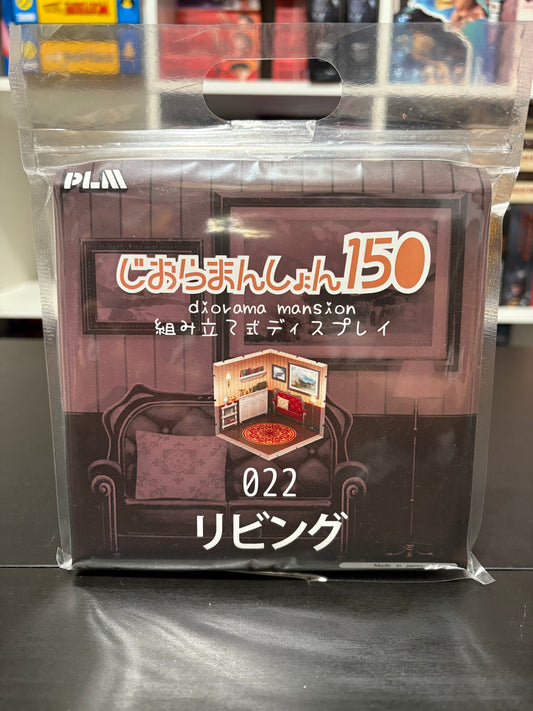 PLM
じおらまんしょん150
diorama mansion
組み立て式ディスプレイ
022
リビング
Made in Japan